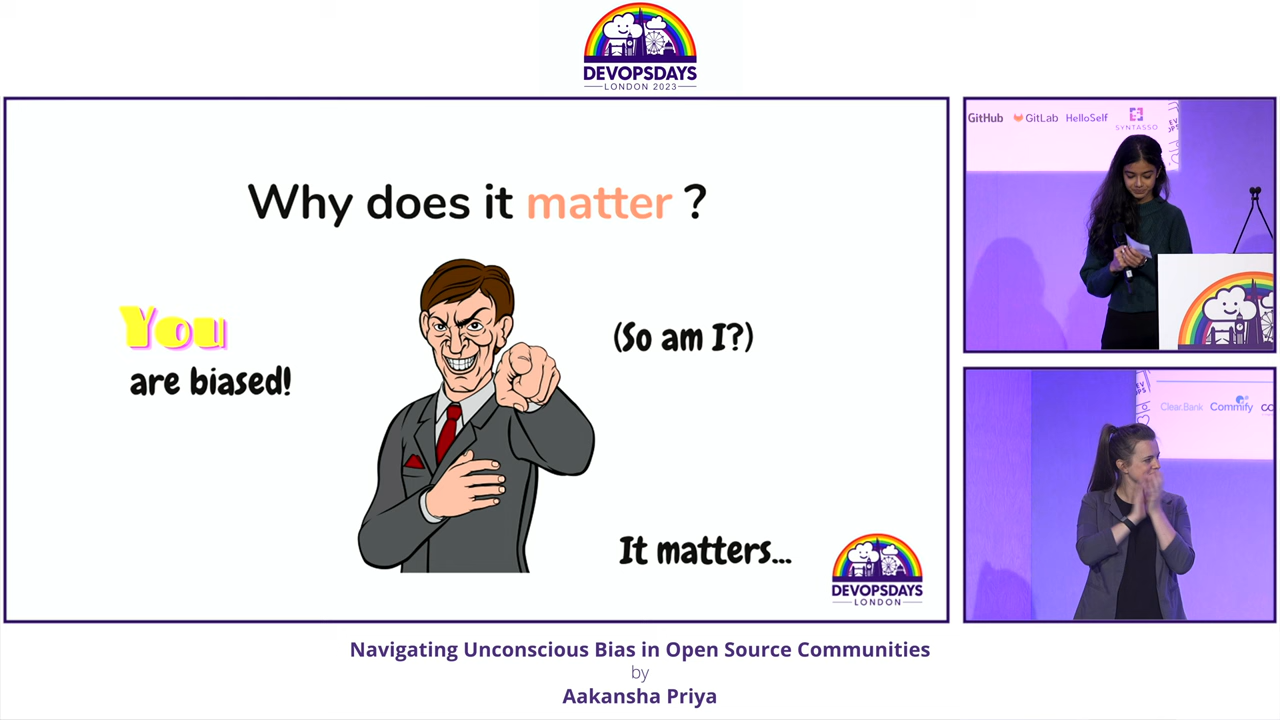 DEVOPSDAYS
LONDON 2023
Why does it matter ?
You
are biased!
(So am I?)
It matters...
DEVOPSDAYS
LONDON
GitHub
GitLab
HelloSelf
SYNTASSO
Clear.Bank
Commify
Navigating Unconscious Bias in Open Source Communities
by
Aakansha Priya